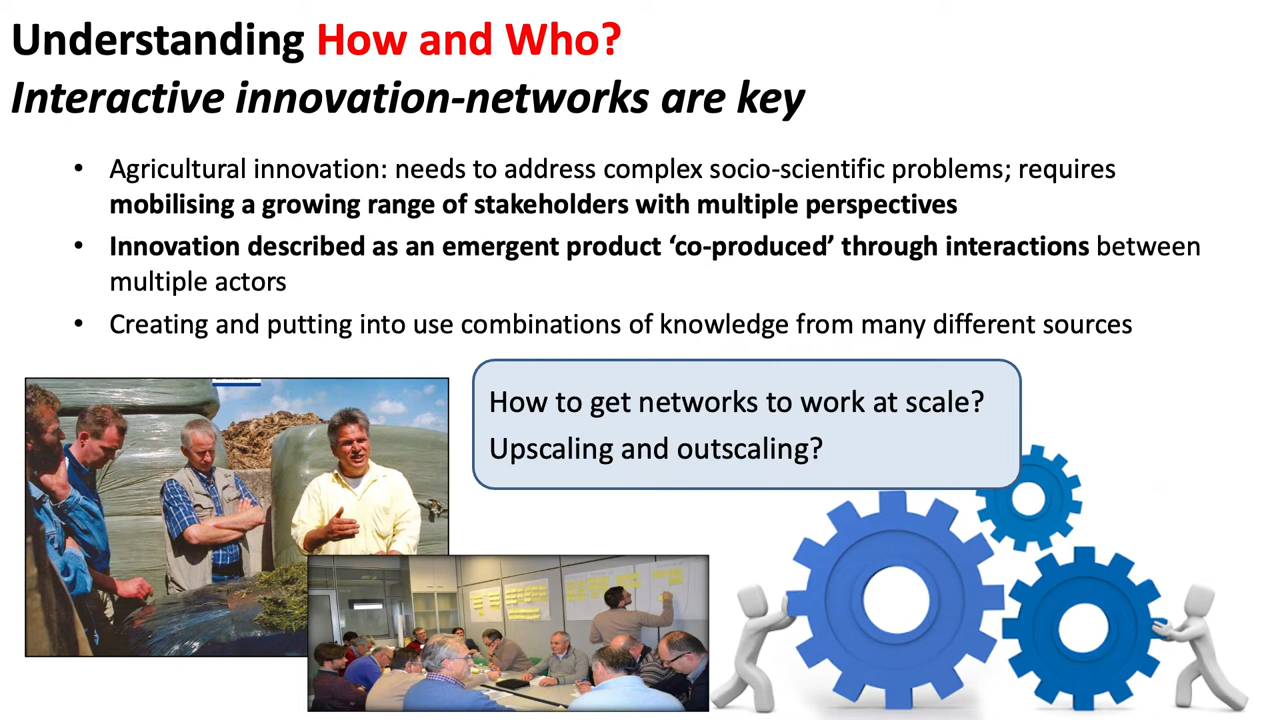 Understanding How and Who?
Interactive innovation-networks are key
• Agricultural innovation: needs to address complex socio-scientific problems; requires
mobilising a growing range of stakeholders with multiple perspectives
• Innovation described as an emergent product ‘co-produced’ through interactions between
multiple actors
• Creating and putting into use combinations of knowledge from many different sources
How to get networks to work at scale?
Upscaling and outscaling?